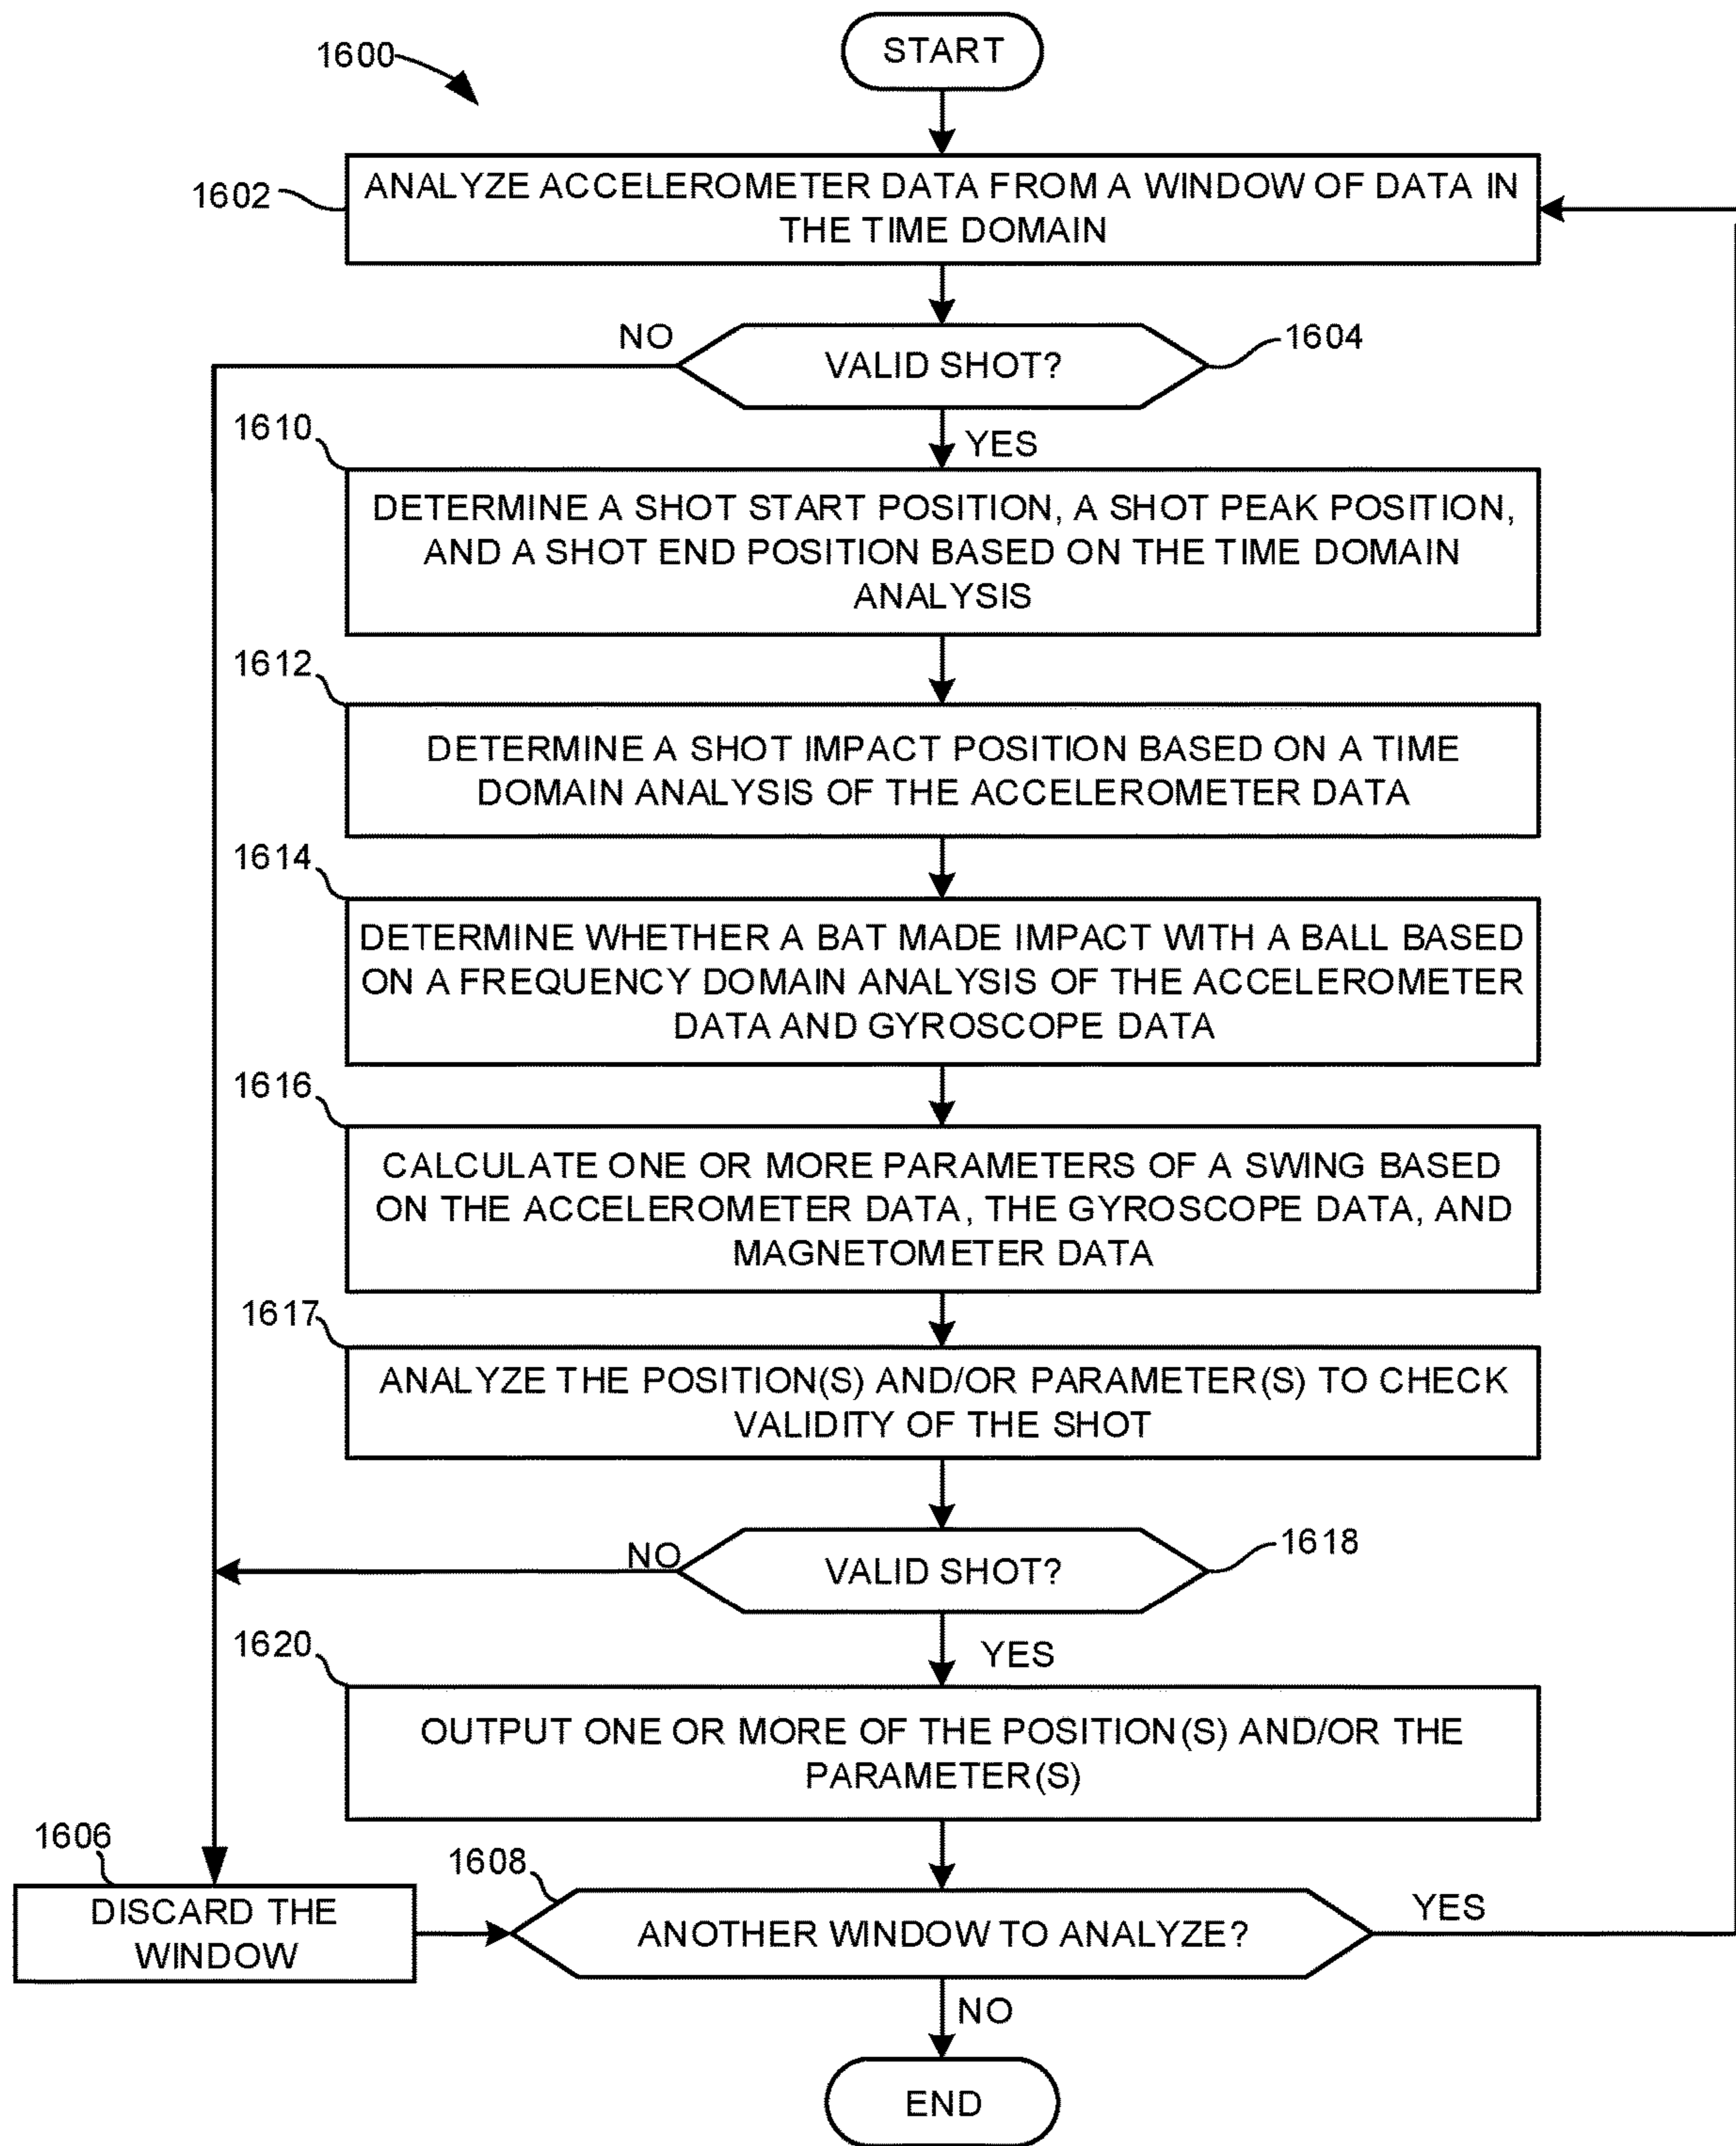 START
1600
1602
ANALYZE ACCELEROMETER DATA FROM A WINDOW OF DATA IN
THE TIME DOMAIN
NO
VALID SHOT?
1604
YES
1610
DETERMINE A SHOT START POSITION, A SHOT PEAK POSITION,
AND A SHOT END POSITION BASED ON THE TIME DOMAIN
ANALYSIS
1612
DETERMINE A SHOT IMPACT POSITION BASED ON A TIME
DOMAIN ANALYSIS OF THE ACCELEROMETER DATA
1614
DETERMINE WHETHER A BAT MADE IMPACT WITH A BALL BASED
ON A FREQUENCY DOMAIN ANALYSIS OF THE ACCELEROMETER
DATA AND GYROSCOPE DATA
1616
CALCULATE ONE OR MORE PARAMETERS OF A SWING BASED
ON THE ACCELEROMETER DATA, THE GYROSCOPE DATA, AND
MAGNETOMETER DATA
1617
ANALYZE THE POSITION(S) AND/OR PARAMETER(S) TO CHECK
VALIDITY OF THE SHOT
NO
VALID SHOT?
1618
YES
1620
OUTPUT ONE OR MORE OF THE POSITION(S) AND/OR THE
PARAMETER(S)
1606
DISCARD THE
WINDOW
1608
ANOTHER WINDOW TO ANALYZE?
YES
NO
END